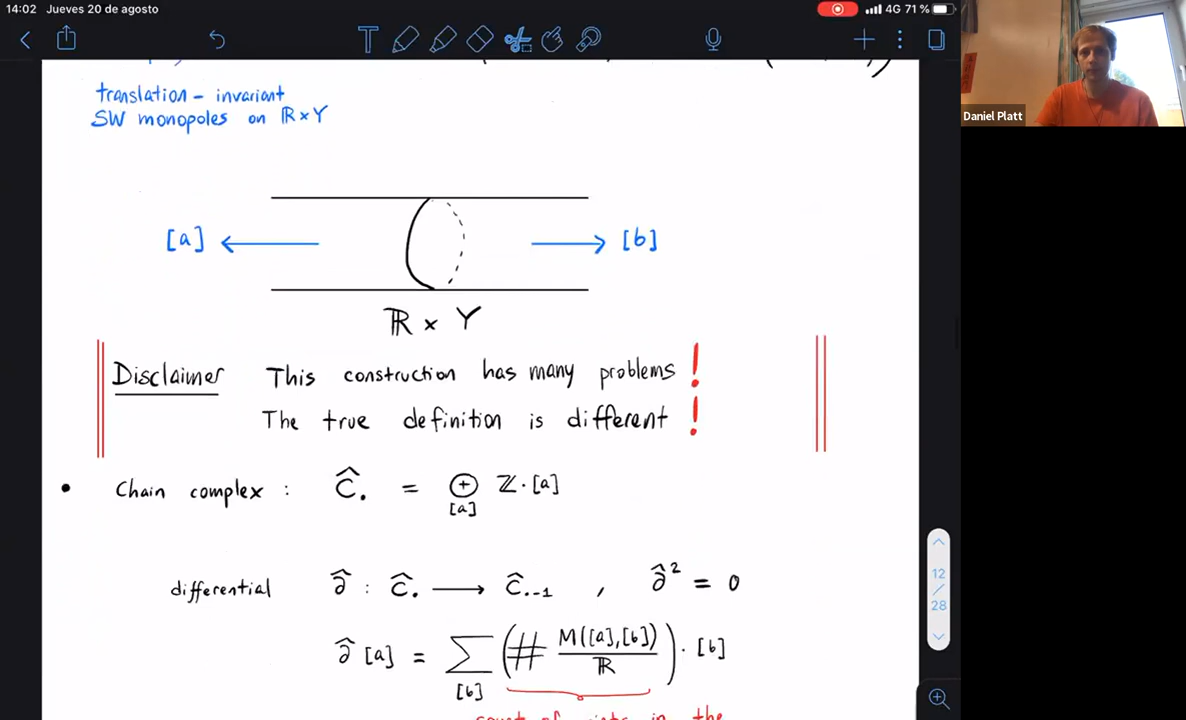 14:02 Jueves 20 de agosto
4G 71 %
translation - invariant
SW monopoles on ℝ × Y
[a]
[b]
ℝ × Y
Disclaimer This construction has many problems!
The true definition is different!
• Chain complex : Ĉ. = ⊕ ℤ·[a]
[a]
differential ∂̂ : Ĉ. ⟶ Ĉ.-1 , ∂̂² = 0
∂̂ [a] = ∑ (# M([a],[b]) / ℝ) · [b]
[b]
12
/
28
Daniel Platt